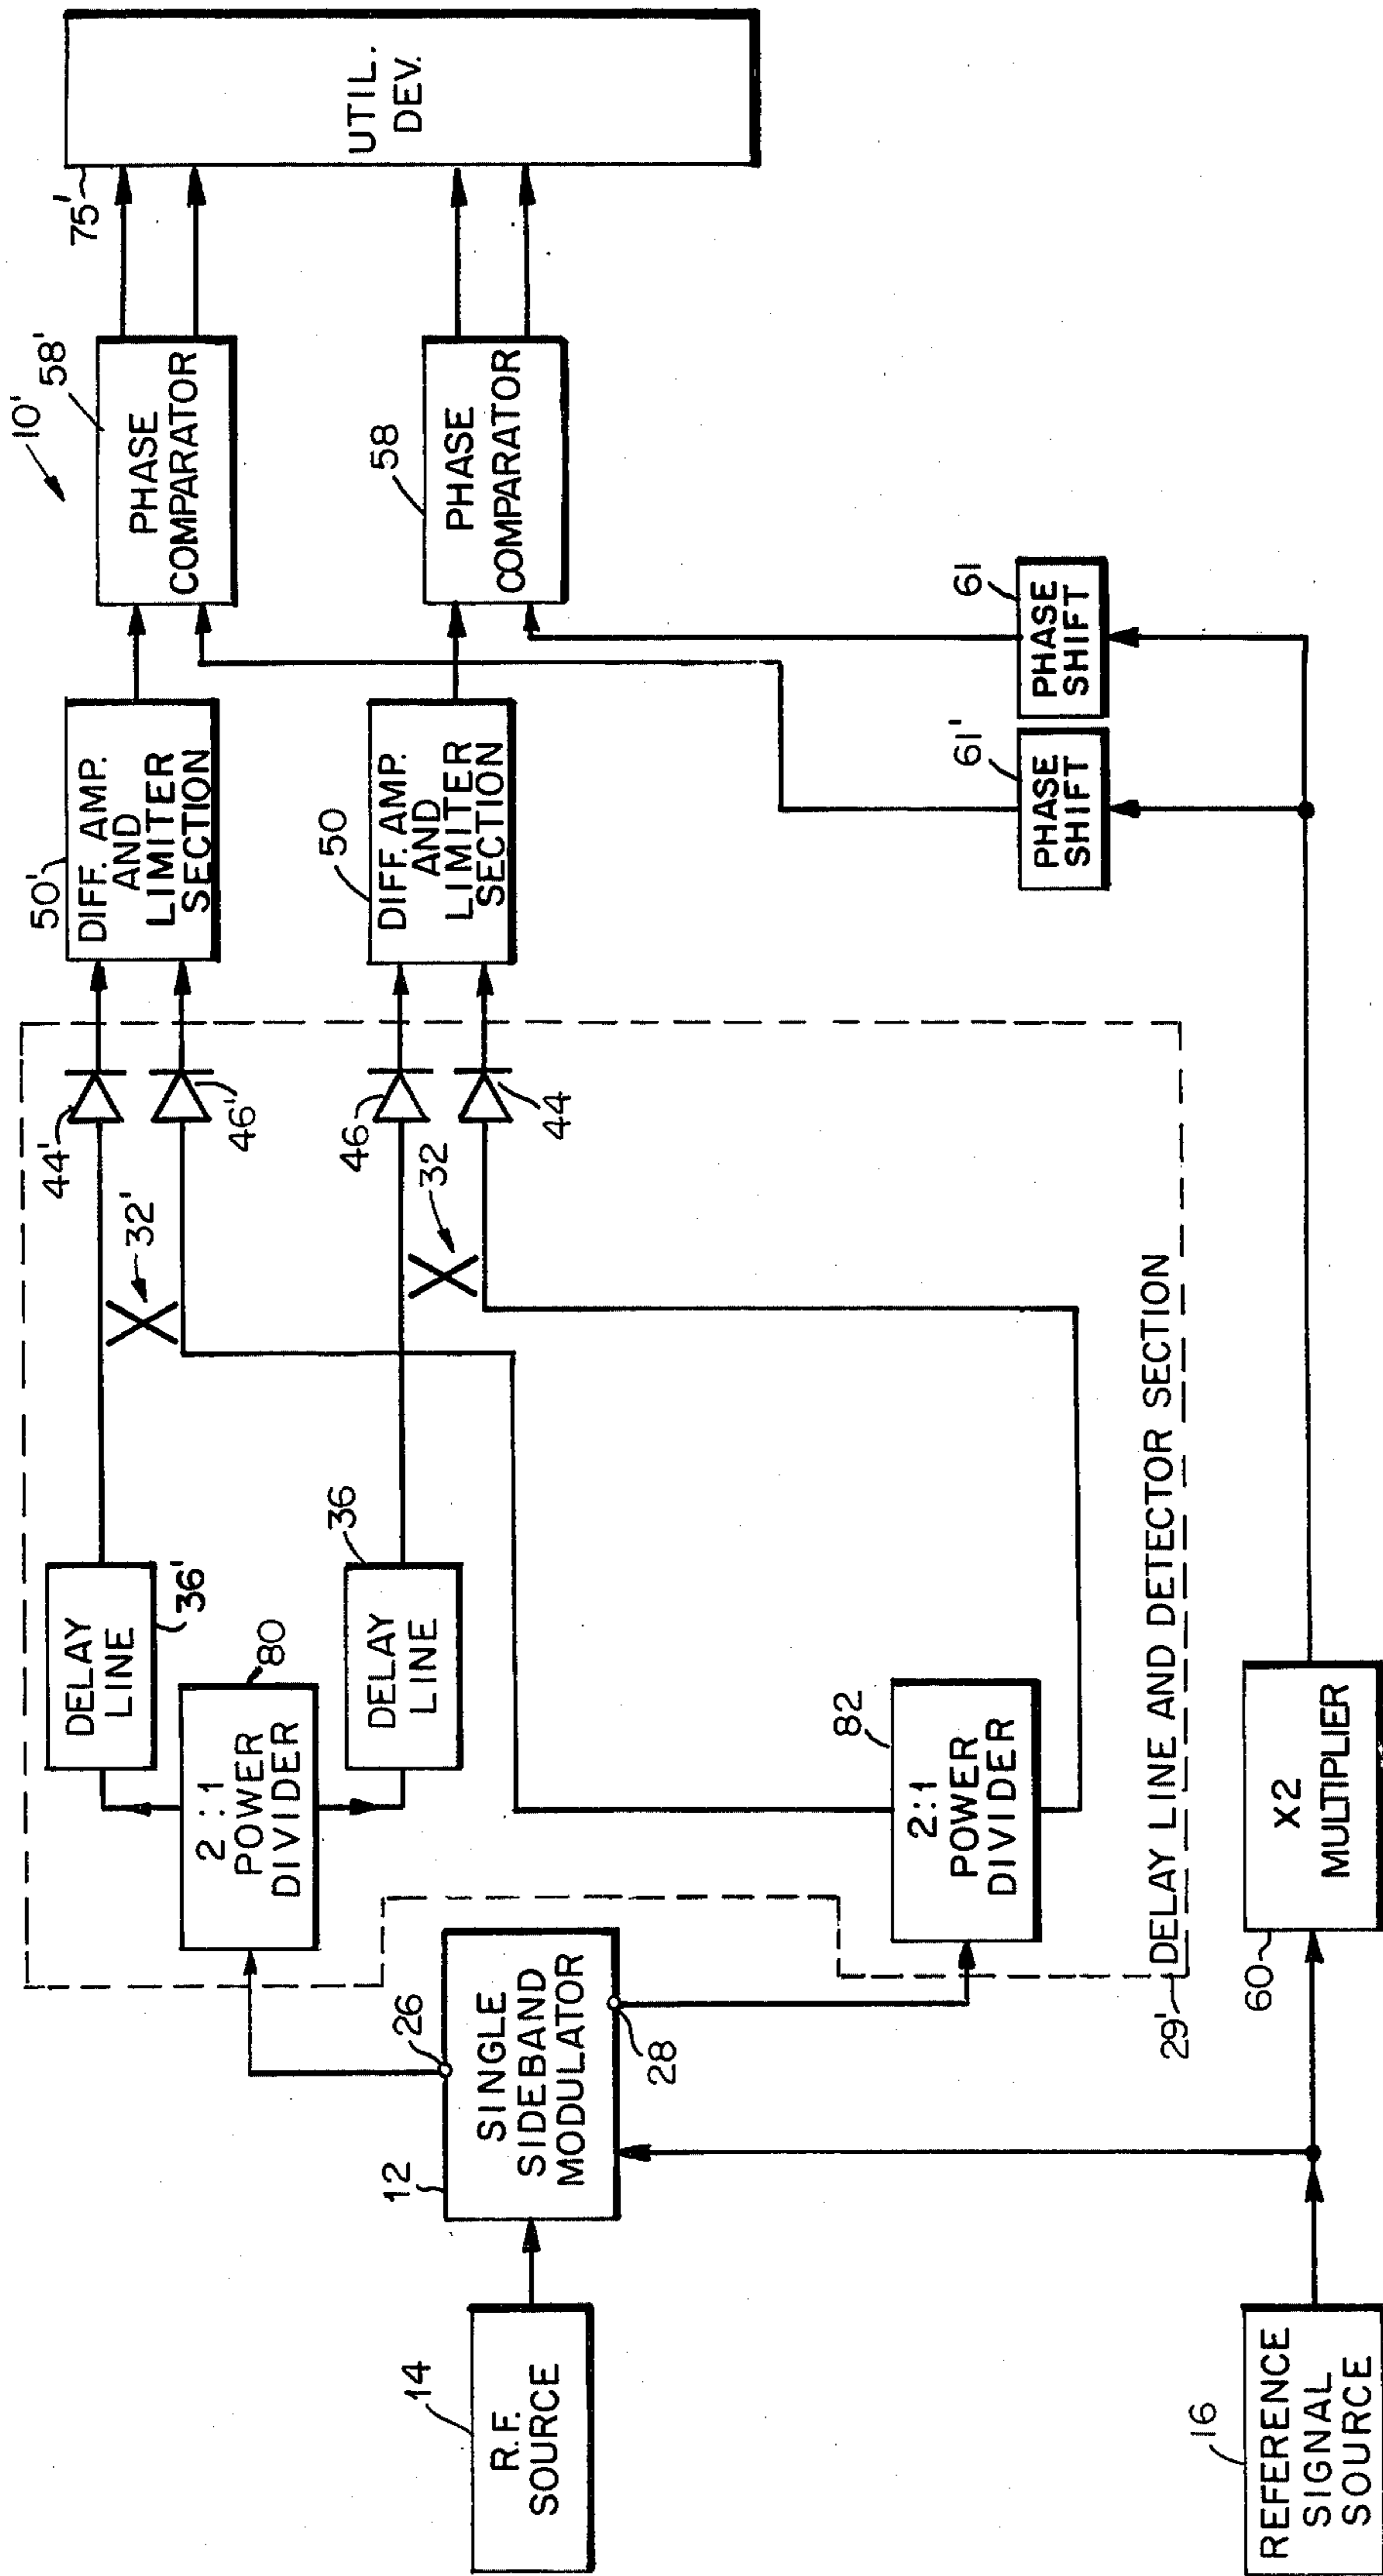 10'
R.F.
SOURCE
14
REFERENCE
SIGNAL
SOURCE
16
SINGLE
SIDEBAND
MODULATOR
12
26
28
2:1
POWER
DIVIDER
80
DELAY
LINE
36'
DELAY
LINE
36
2:1
POWER
DIVIDER
82
32'
32
44'
46'
46
44
29' DELAY LINE AND DETECTOR SECTION
X2
MULTIPLIER
60
50'
DIFF. AMP.
AND
LIMITER
SECTION
50
DIFF. AMP.
AND
LIMITER
SECTION
61'
PHASE
SHIFT
61
PHASE
SHIFT
58'
PHASE
COMPARATOR
58
PHASE
COMPARATOR
75'
UTIL.
DEV.